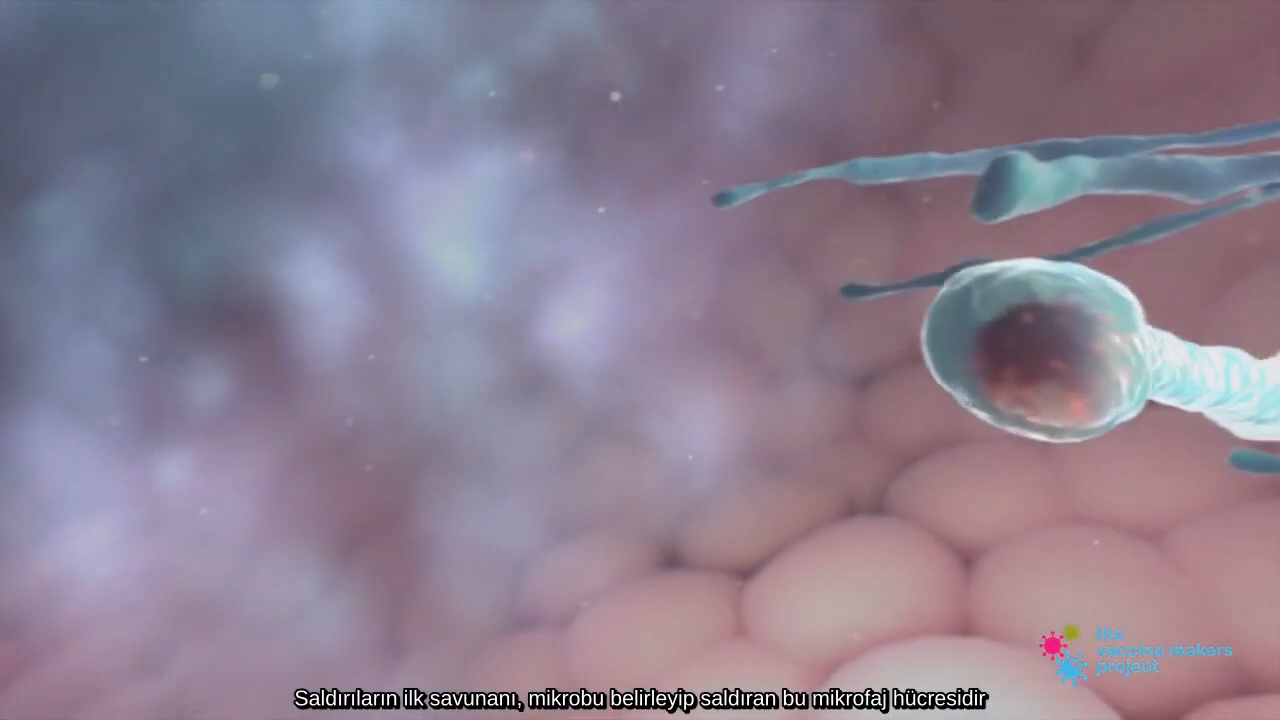 the
vaccine makers
project
Saldırıların ilk savunanı, mikrobu belirleyip saldıran bu mikrofaj hücresidir